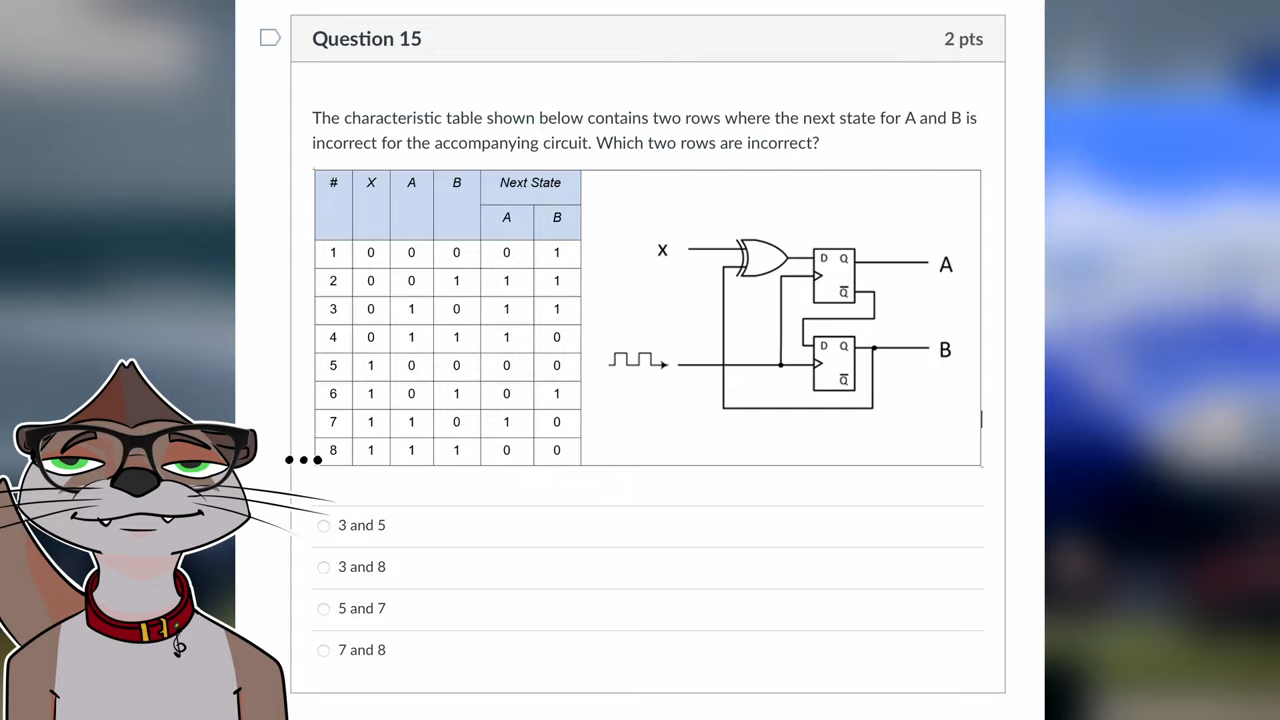 Question 15
2 pts
The characteristic table shown below contains two rows where the next state for A and B is
incorrect for the accompanying circuit. Which two rows are incorrect?
# X A B Next State
A B
1 0 0 0 0 1
2 0 0 1 1 1
3 0 1 0 1 1
4 0 1 1 1 0
5 1 0 0 0 0
6 1 0 1 0 1
7 1 1 0 1 0
8 1 1 1 0 0
X
D Q
A
Q̅
D Q
B
Q̅
3 and 5
3 and 8
5 and 7
7 and 8